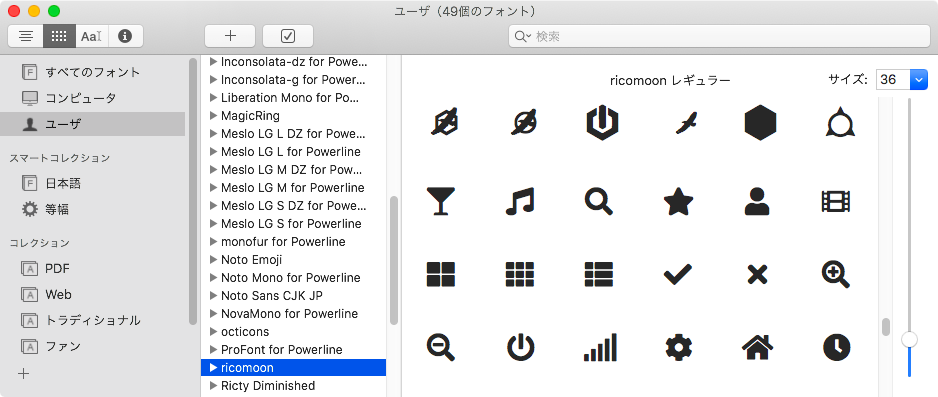 ユーザ（49個のフォント）
AaI
検索
すべてのフォント
コンピュータ
ユーザ
スマートコレクション
日本語
等幅
コレクション
PDF
Web
トラディショナル
ファン
Inconsolata-dz for Powe...
Inconsolata-g for Power...
Liberation Mono for Po...
MagicRing
Meslo LG L DZ for Powe...
Meslo LG L for Powerline
Meslo LG M DZ for Pow...
Meslo LG M for Powerline
Meslo LG S DZ for Powe...
Meslo LG S for Powerline
monofur for Powerline
Noto Emoji
Noto Mono for Powerline
Noto Sans CJK JP
NovaMono for Powerline
octicons
ProFont for Powerline
ricomoon
Ricty Diminished
ricomoon レギュラー
サイズ: 36